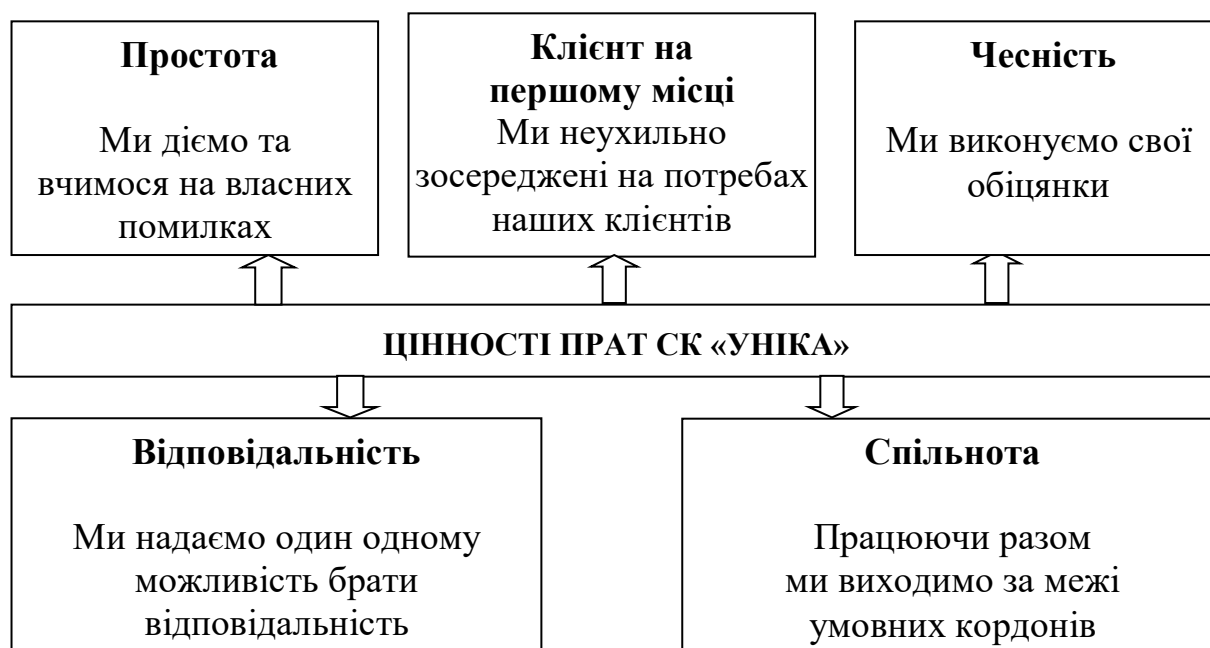 Простота
Ми діємо та
вчимося на власних
помилках
Клієнт на
першому місці
Ми неухильно
зосереджені на потребах
наших клієнтів
Чесність
Ми виконуємо свої
обіцянки
ЦІННОСТІ ПРАТ СК «УНІКА»
Відповідальність
Ми надаємо один одному
можливість брати
відповідальність
Спільнота
Працюючи разом
ми виходимо за межі
умовних кордонів